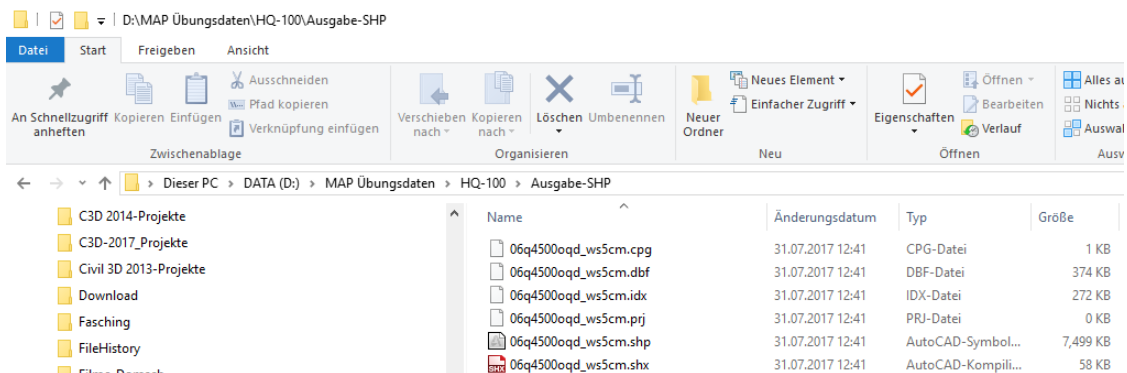 D:\MAP Übungsdaten\HQ-100\Ausgabe-SHP
Datei Start Freigeben Ansicht
An Schnellzugriff anheften
Kopieren
Einfügen
Ausschneiden
Pfad kopieren
Verknüpfung einfügen
Zwischenablage
Verschieben nach
Kopieren nach
Löschen
Umbenennen
Organisieren
Neuer Ordner
Neues Element
Einfacher Zugriff
Neu
Eigenschaften
Öffnen
Bearbeiten
Verlauf
Öffnen
Alles au
Nichts
Auswal
Ausw
Dieser PC > DATA (D:) > MAP Übungsdaten > HQ-100 > Ausgabe-SHP
C3D 2014-Projekte
C3D-2017_Projekte
Civil 3D 2013-Projekte
Download
Fasching
FileHistory
Name Änderungsdatum Typ Größe
06q4500oqd_ws5cm.cpg 31.07.2017 12:41 CPG-Datei 1 KB
06q4500oqd_ws5cm.dbf 31.07.2017 12:41 DBF-Datei 374 KB
06q4500oqd_ws5cm.idx 31.07.2017 12:41 IDX-Datei 272 KB
06q4500oqd_ws5cm.prj 31.07.2017 12:41 PRJ-Datei 0 KB
06q4500oqd_ws5cm.shp 31.07.2017 12:41 AutoCAD-Symbol... 7,499 KB
06q4500oqd_ws5cm.shx 31.07.2017 12:41 AutoCAD-Kompili... 58 KB